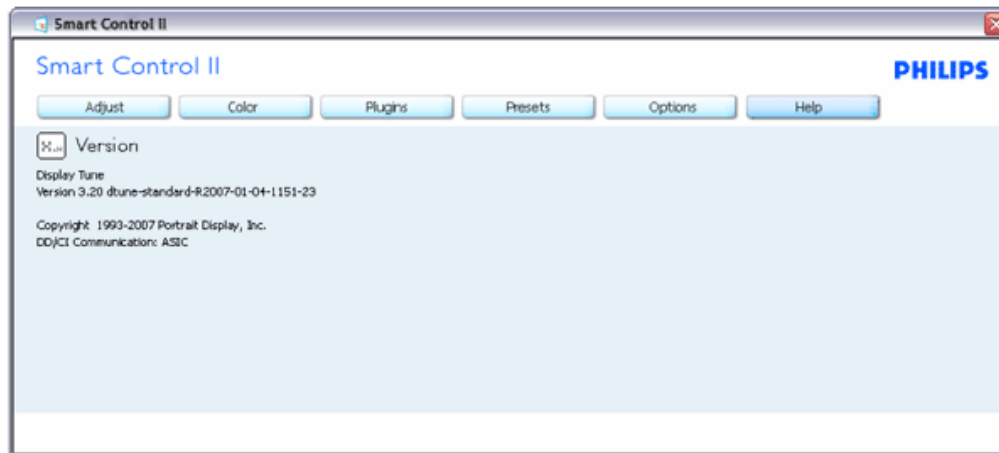 Smart Control II
Smart Control II
PHILIPS
Adjust Color Plugins Presets Options Help
Version
Display Tune
Version 3.20 dtune-standard-R2007-01-04-1151-23
Copyright 1993-2007 Portrait Display, Inc.
DD/CI Communication: ASIC